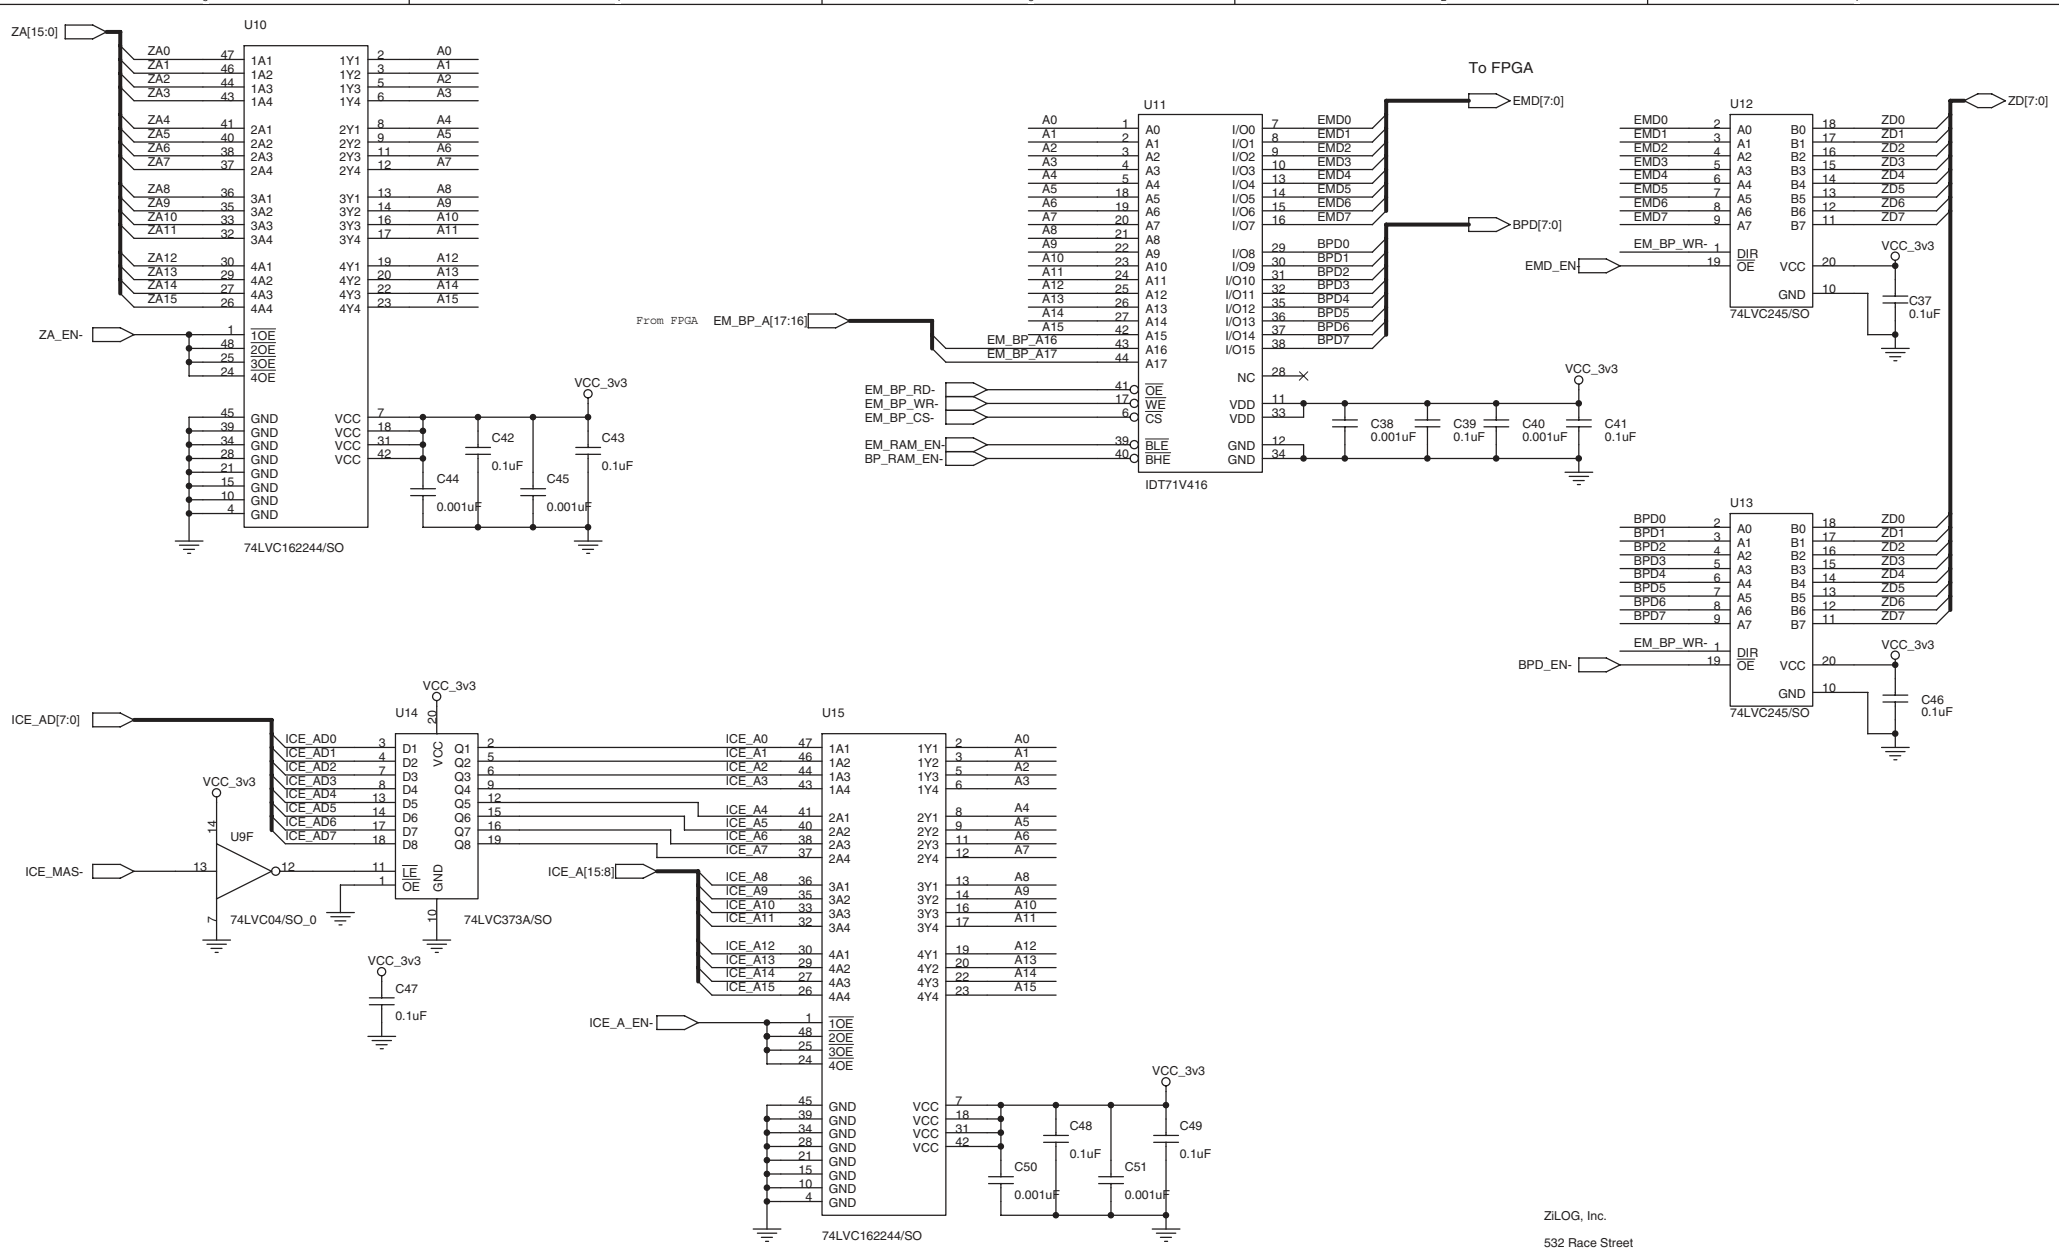 ZA[15:0]
U10
ZA0 47 1A1 1Y1 2 A0
ZA1 46 1A2 1Y2 3 A1
ZA2 44 1A3 1Y3 5 A2
ZA3 43 1A4 1Y4 6 A3
ZA4 41 2A1 2Y1 8 A4
ZA5 40 2A2 2Y2 9 A5
ZA6 38 2A3 2Y3 11 A6
ZA7 37 2A4 2Y4 12 A7
ZA8 36 3A1 3Y1 13 A8
ZA9 35 3A2 3Y2 14 A9
ZA10 33 3A3 3Y3 16 A10
ZA11 32 3A4 3Y4 17 A11
ZA12 30 4A1 4Y1 19 A12
ZA13 29 4A2 4Y2 20 A13
ZA14 27 4A3 4Y3 22 A14
ZA15 26 4A4 4Y4 23 A15
ZA_EN- 1 1OE
48 2OE
25 3OE
24 4OE
VCC_3v3
45 GND VCC 7
39 GND VCC 18
34 GND VCC 31
28 GND VCC 42
21 GND
15 GND
10 GND
4 GND
C42 0.1uF
C43 0.1uF
C44 0.001uF
C45 0.001uF
74LVC162244/SO
To FPGA
U11
EMD[7:0]
A0 1 A0 I/O0 7 EMD0
A1 2 A1 I/O1 8 EMD1
A2 3 A2 I/O2 9 EMD2
A3 4 A3 I/O3 10 EMD3
A4 5 A4 I/O4 13 EMD4
A5 18 A5 I/O5 14 EMD5
A6 19 A6 I/O6 15 EMD6
A7 20 A7 I/O7 16 EMD7
BPD[7:0]
A8 21 A8
A9 22 A9 I/O8 29 BPD0
A10 23 A10 I/O9 30 BPD1
A11 24 A11 I/O10 31 BPD2
A12 25 A12 I/O11 32 BPD3
A13 26 A13 I/O12 35 BPD4
A14 27 A14 I/O13 36 BPD5
A15 42 A15 I/O14 37 BPD6
From FPGA EM_BP_A[17:16]
EM_BP_A16 43 A16 I/O15 38 BPD7
EM_BP_A17 44 A17
NC 28
EM_BP_RD- 41 OE
EM_BP_WR- 17 WE VDD 11
EM_BP_CS- 6 CS VDD 33
EM_RAM_EN- 39 BLE GND 12
BP_RAM_EN- 40 BHE GND 34
VCC_3v3
C38 0.001uF
C39 0.1uF
C40 0.001uF
C41 0.1uF
IDT71V416
U12
ZD[7:0]
EMD0 2 A0 B0 18 ZD0
EMD1 3 A1 B1 17 ZD1
EMD2 4 A2 B2 16 ZD2
EMD3 5 A3 B3 15 ZD3
EMD4 6 A4 B4 14 ZD4
EMD5 7 A5 B5 13 ZD5
EMD6 8 A6 B6 12 ZD6
EMD7 9 A7 B7 11 ZD7
EM_BP_WR- 1 DIR
EMD_EN- 19 OE VCC 20
VCC_3v3
GND 10
C37 0.1uF
74LVC245/SO
U13
BPD0 2 A0 B0 18 ZD0
BPD1 3 A1 B1 17 ZD1
BPD2 4 A2 B2 16 ZD2
BPD3 5 A3 B3 15 ZD3
BPD4 6 A4 B4 14 ZD4
BPD5 7 A5 B5 13 ZD5
BPD6 8 A6 B6 12 ZD6
BPD7 9 A7 B7 11 ZD7
EM_BP_WR- 1 DIR
BPD_EN- 19 OE VCC 20
VCC_3v3
GND 10
C46 0.1uF
74LVC245/SO
VCC_3v3
U14
20 VCC
ICE_AD[7:0]
ICE_AD0 3 D1 Q1 2
ICE_AD1 4 D2 Q2 5
ICE_AD2 7 D3 Q3 6
ICE_AD3 8 D4 Q4 9
ICE_AD4 13 D5 Q5 12
ICE_AD5 14 D6 Q6 15
ICE_AD6 17 D7 Q7 16
ICE_AD7 18 D8 Q8 19
VCC_3v3
14
U9F
ICE_MAS- 13 12 11 LE
1 OE GND
7
10
74LVC04/SO_0
74LVC373A/SO
VCC_3v3
C47
0.1uF
U15
ICE_A0 47 1A1 1Y1 2 A0
ICE_A1 46 1A2 1Y2 3 A1
ICE_A2 44 1A3 1Y3 5 A2
ICE_A3 43 1A4 1Y4 6 A3
ICE_A4 41 2A1 2Y1 8 A4
ICE_A5 40 2A2 2Y2 9 A5
ICE_A6 38 2A3 2Y3 11 A6
ICE_A7 37 2A4 2Y4 12 A7
ICE_A[15:8]
ICE_A8 36 3A1 3Y1 13 A8
ICE_A9 35 3A2 3Y2 14 A9
ICE_A10 33 3A3 3Y3 16 A10
ICE_A11 32 3A4 3Y4 17 A11
ICE_A12 30 4A1 4Y1 19 A12
ICE_A13 29 4A2 4Y2 20 A13
ICE_A14 27 4A3 4Y3 22 A14
ICE_A15 26 4A4 4Y4 23 A15
ICE_A_EN- 1 1OE
48 2OE
25 3OE
24 4OE
VCC_3v3
45 GND VCC 7
39 GND VCC 18
34 GND VCC 31
28 GND VCC 42
21 GND
15 GND
10 GND
4 GND
C48 0.1uF
C49 0.1uF
C50 0.001uF
C51 0.001uF
74LVC162244/SO
ZiLOG, Inc.
532 Race Street